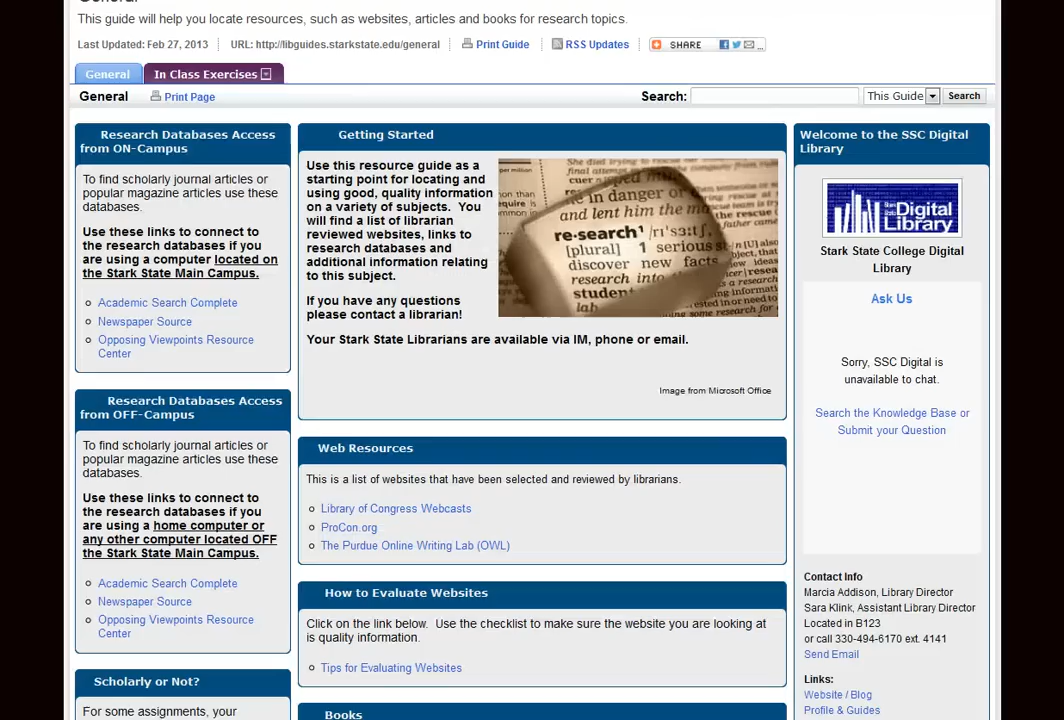 General
This guide will help you locate resources, such as websites, articles and books for research topics.
Last Updated: Feb 27, 2013
URL: http://libguides.starkstate.edu/general
Print Guide
RSS Updates
SHARE
General
In Class Exercises
General
Print Page
Search:
This Guide
Search
Research Databases Access
from ON-Campus
To find scholarly journal articles or
popular magazine articles use these
databases.
Use these links to connect to
the research databases if you
are using a computer located on
the Stark State Main Campus.
Academic Search Complete
Newspaper Source
Opposing Viewpoints Resource
Center
Research Databases Access
from OFF-Campus
To find scholarly journal articles or
popular magazine articles use these
databases.
Use these links to connect to
the research databases if you
are using a home computer or
any other computer located OFF
the Stark State Main Campus.
Academic Search Complete
Newspaper Source
Opposing Viewpoints Resource
Center
Scholarly or Not?
For some assignments, your
Getting Started
Use this resource guide as a
starting point for locating and
using good, quality information
on a variety of subjects. You
will find a list of librarian
reviewed websites, links to
research databases and
additional information relating
to this subject.
If you have any questions
please contact a librarian!
Your Stark State Librarians are available via IM, phone or email.
in danger or
and lent him the
the rescue
re·search¹
[plural] 1 serious
discover new facts
research into
student
Image from Microsoft Office
Web Resources
This is a list of websites that have been selected and reviewed by librarians.
Library of Congress Webcasts
ProCon.org
The Purdue Online Writing Lab (OWL)
How to Evaluate Websites
Click on the link below. Use the checklist to make sure the website you are looking at
is quality information.
Tips for Evaluating Websites
Books
Welcome to the SSC Digital
Library
Digital
Library
Stark State College Digital
Library
Ask Us
Sorry, SSC Digital is
unavailable to chat.
Search the Knowledge Base or
Submit your Question
Contact Info
Marcia Addison, Library Director
Sara Klink, Assistant Library Director
Located in B123
or call 330-494-6170 ext. 4141
Send Email
Links:
Website / Blog
Profile & Guides